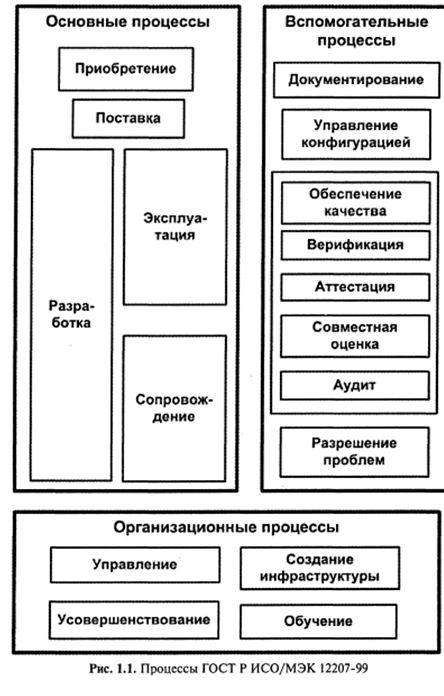 Основные процессы
Приобретение
Поставка
Разра-
ботка
Эксплуа-
тация
Сопровож-
дение
Вспомогательные
процессы
Документирование
Управление
конфигурацией
Обеспечение
качества
Верификация
Аттестация
Совместная
оценка
Аудит
Разрешение
проблем
Организационные процессы
Управление
Создание
инфраструктуры
Усовершенствование
Обучение
Рис. 1.1. Процессы ГОСТ Р ИСО/МЭК 12207-99